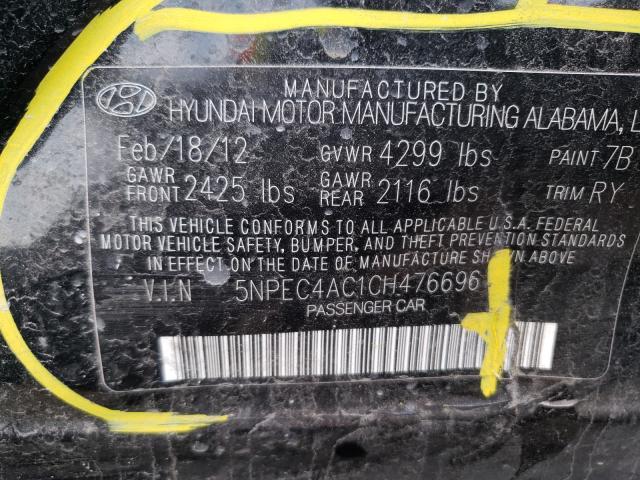 MANUFACTURED BY
HYUNDAI MOTOR MANUFACTURING ALABAMA, L
Feb/18/12 GVWR 4299 lbs PAINT 7B
GAWR FRONT 2425 lbs GAWR REAR 2116 lbs TRIM RY
THIS VEHICLE CONFORMS TO ALL APPLICABLE U.S.A. FEDERAL
MOTOR VEHICLE SAFETY, BUMPER, AND THEFT PREVENTION STANDARDS
IN EFFECT ON THE DATE OF MANUFACTURE SHOWN ABOVE
V.I.N 5NPEC4AC1CH476696
PASSENGER CAR